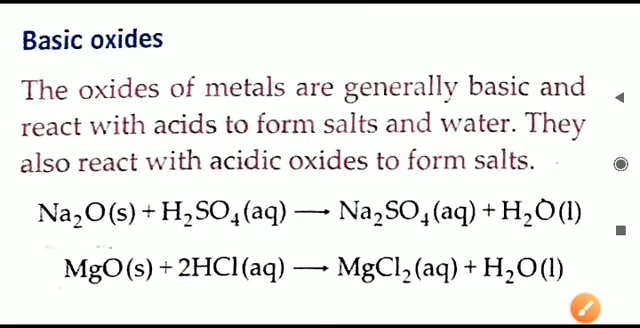 Basic oxides
The oxides of metals are generally basic and
react with acids to form salts and water. They
also react with acidic oxides to form salts.
Na₂O(s) + H₂SO₄(aq) ⟶ Na₂SO₄(aq) + H₂O(l)
MgO(s) + 2HCl(aq) ⟶ MgCl₂(aq) + H₂O(l)